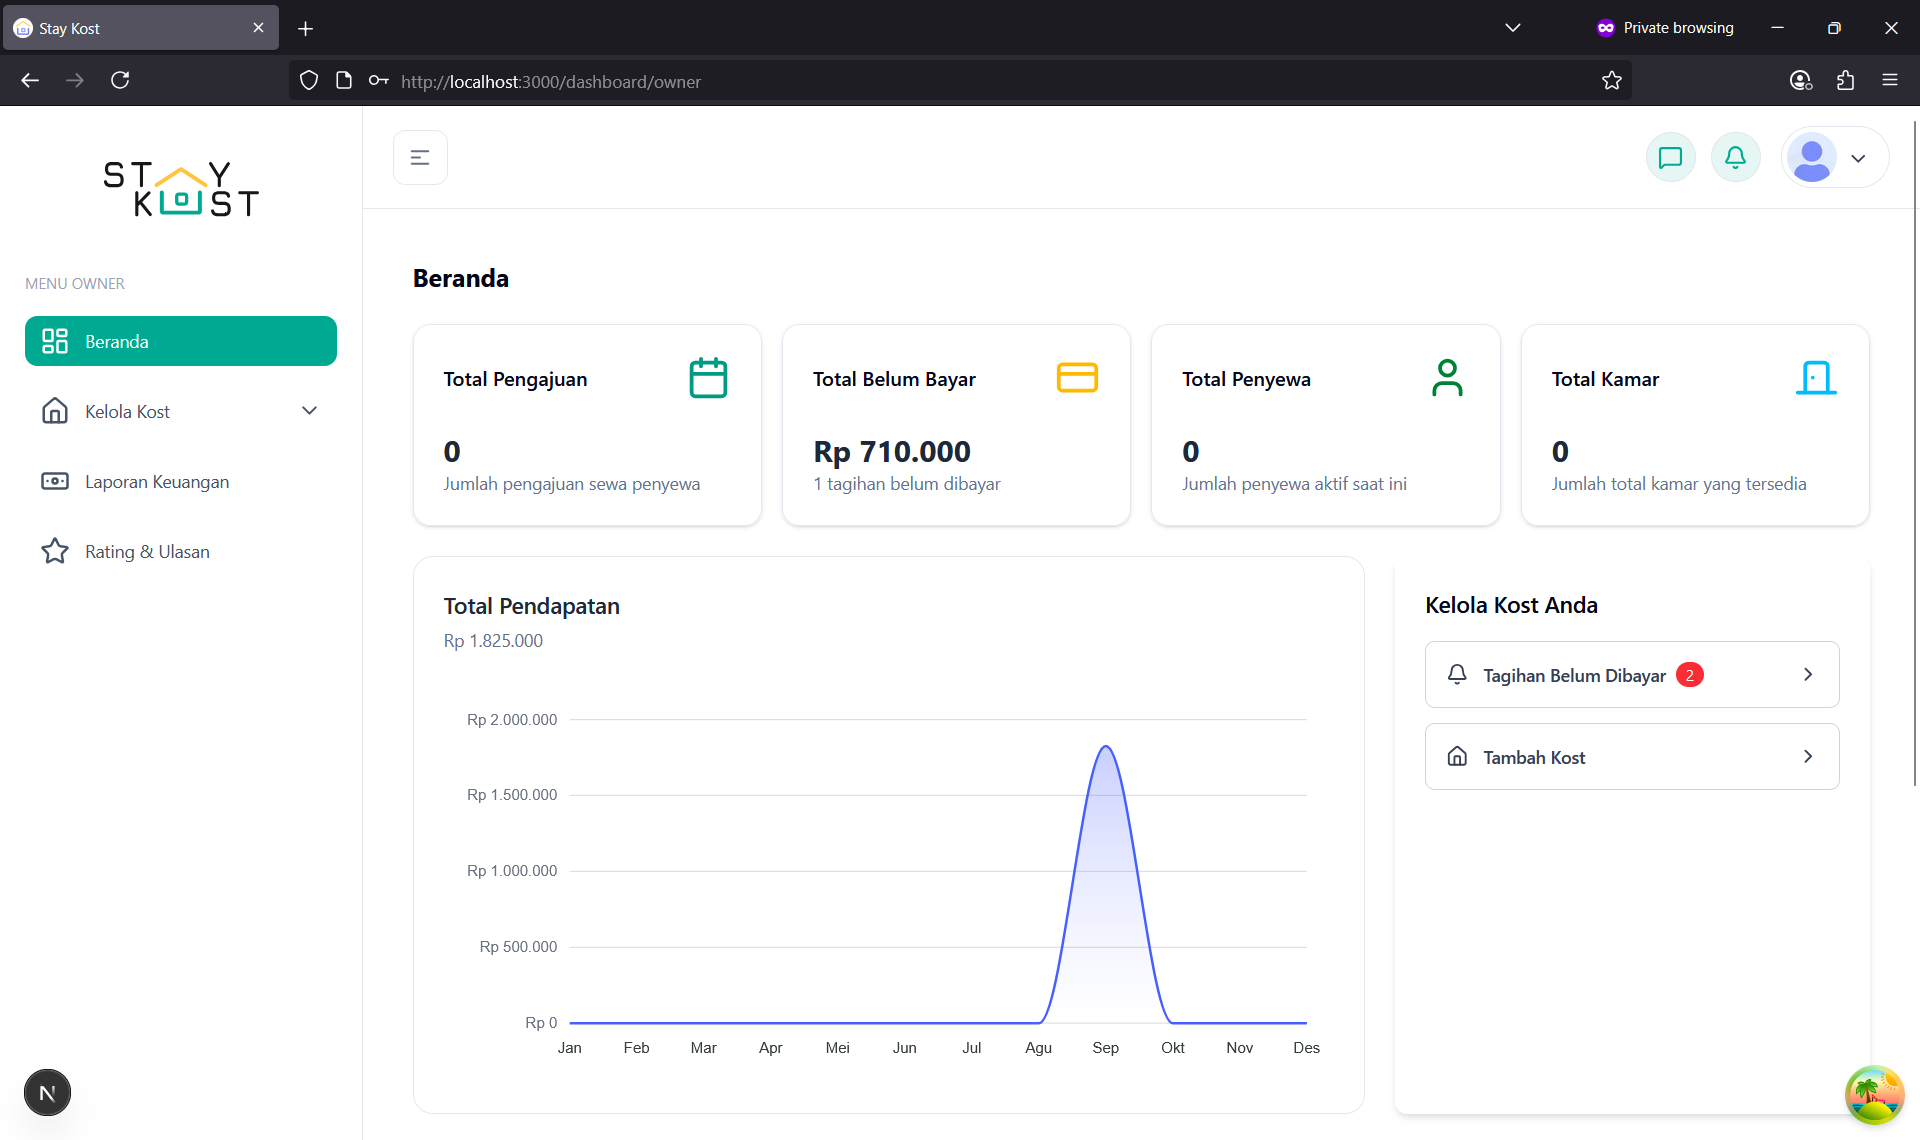 Stay Kost
Private browsing
http://localhost:3000/dashboard/owner
STAY
KOST
MENU OWNER
Beranda
Kelola Kost
Laporan Keuangan
Rating & Ulasan
N
Beranda
Total Pengajuan
0
Jumlah pengajuan sewa penyewa
Total Belum Bayar
Rp 710.000
1 tagihan belum dibayar
Total Penyewa
0
Jumlah penyewa aktif saat ini
Total Kamar
0
Jumlah total kamar yang tersedia
Total Pendapatan
Rp 1.825.000
Rp 2.000.000
Rp 1.500.000
Rp 1.000.000
Rp 500.000
Rp 0
Jan Feb Mar Apr Mei Jun Jul Agu Sep Okt Nov Des
Kelola Kost Anda
Tagihan Belum Dibayar 2
Tambah Kost